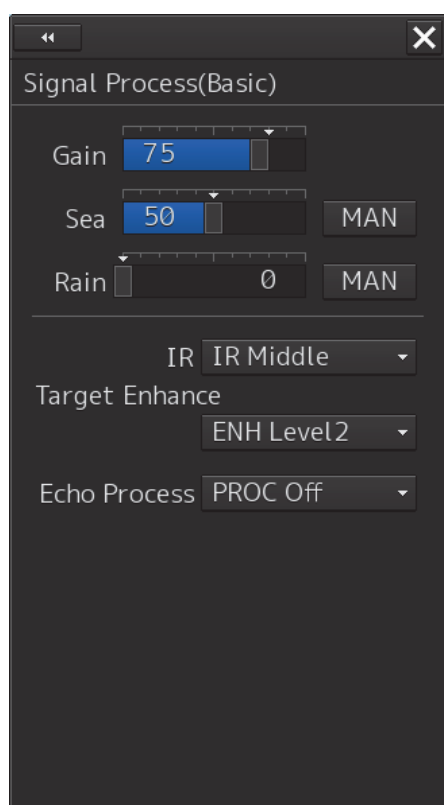 Signal Process(Basic)
Gain 75
Sea 50 MAN
Rain 0 MAN
IR IR Middle
Target Enhance
ENH Level2
Echo Process PROC Off